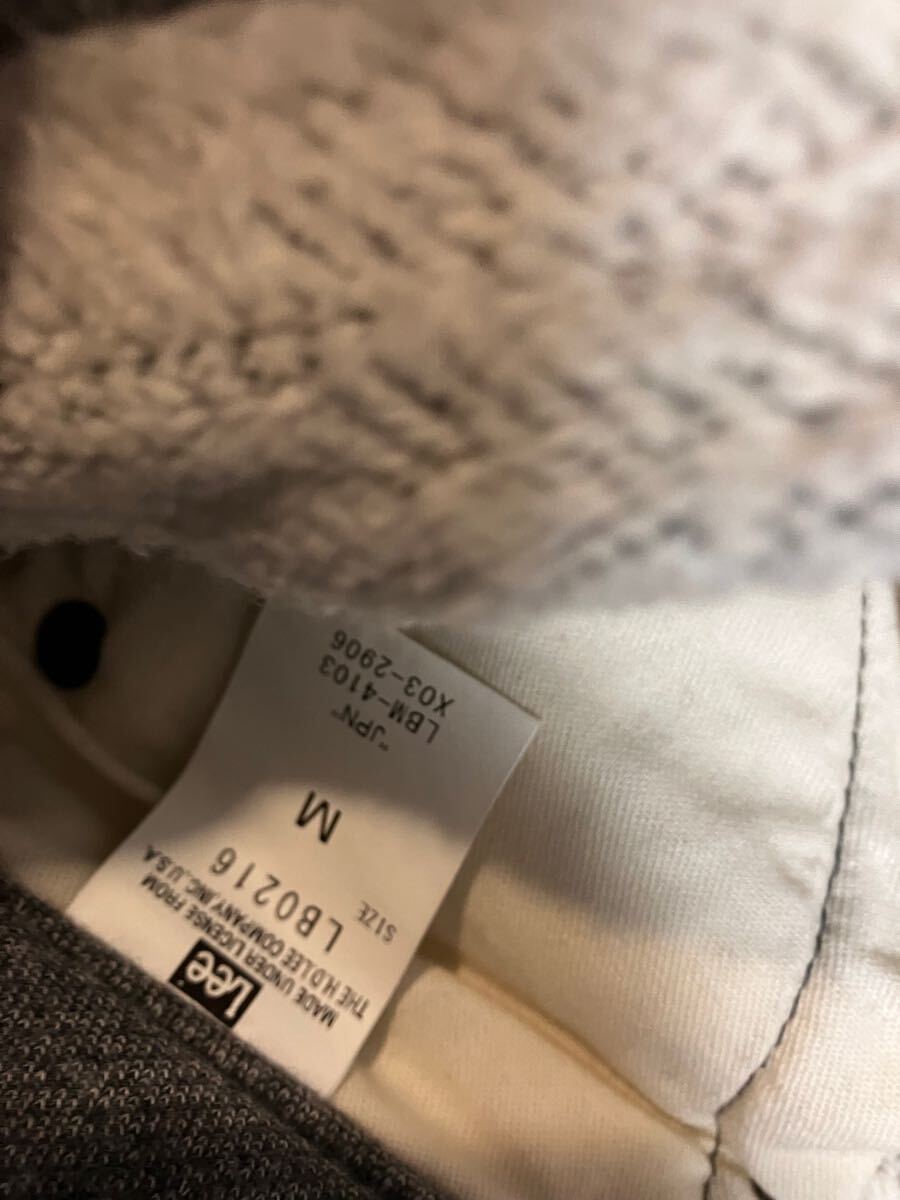 Lee
MADE UNDER LICENSE FROM
THE H.D.LEE COMPANY,INC.,U.S.A
LB0216
SIZE
M
"JPN"
LBM-4103
X03-2906